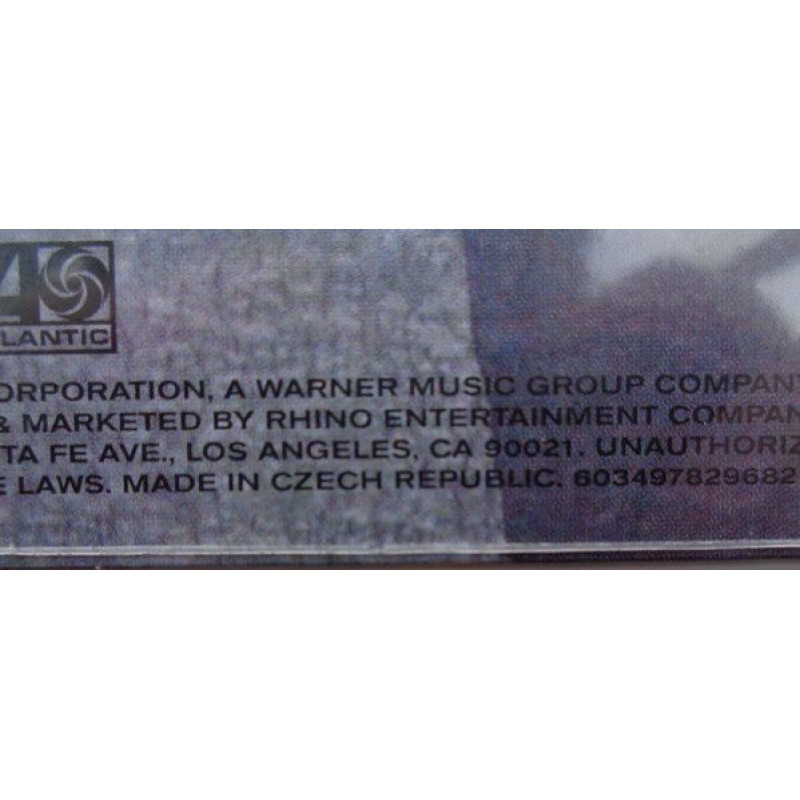 LANTIC
ORPORATION, A WARNER MUSIC GROUP COMPANY
& MARKETED BY RHINO ENTERTAINMENT COMPAN
TA FE AVE., LOS ANGELES, CA 90021. UNAUTHORIZ
E LAWS. MADE IN CZECH REPUBLIC. 603497829682